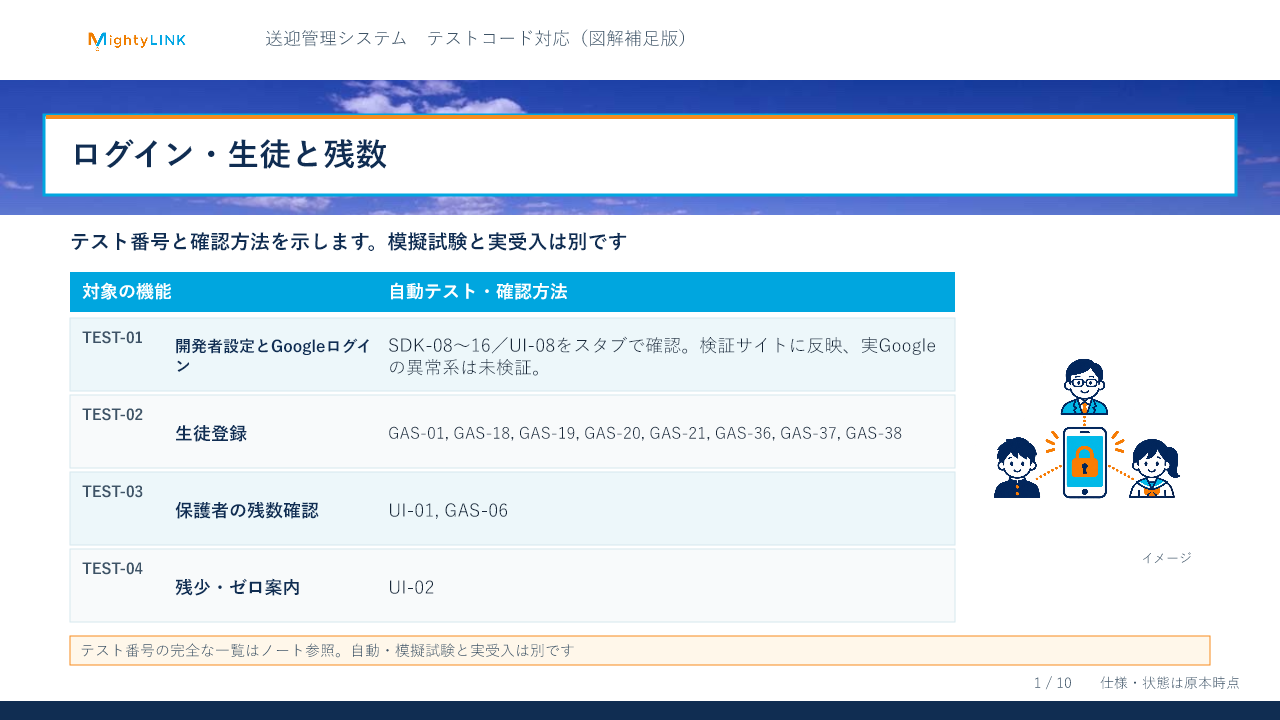 MightyLINK
送迎管理システム　テストコード対応（図解補足版）
ログイン・生徒と残数
テスト番号と確認方法を示します。模擬試験と実受入は別です
対象の機能　自動テスト・確認方法
TEST-01
開発者設定とGoogleログイ
ン
SDK-08～16／UI-08をスタブで確認。検証サイトに反映、実Google
の異常系は未検証。
TEST-02
生徒登録
GAS-01, GAS-18, GAS-19, GAS-20, GAS-21, GAS-36, GAS-37, GAS-38
TEST-03
保護者の残数確認
UI-01, GAS-06
TEST-04
残少・ゼロ案内
UI-02
イメージ
テスト番号の完全な一覧はノート参照。自動・模擬試験と実受入は別です
1 / 10　仕様・状態は原本時点